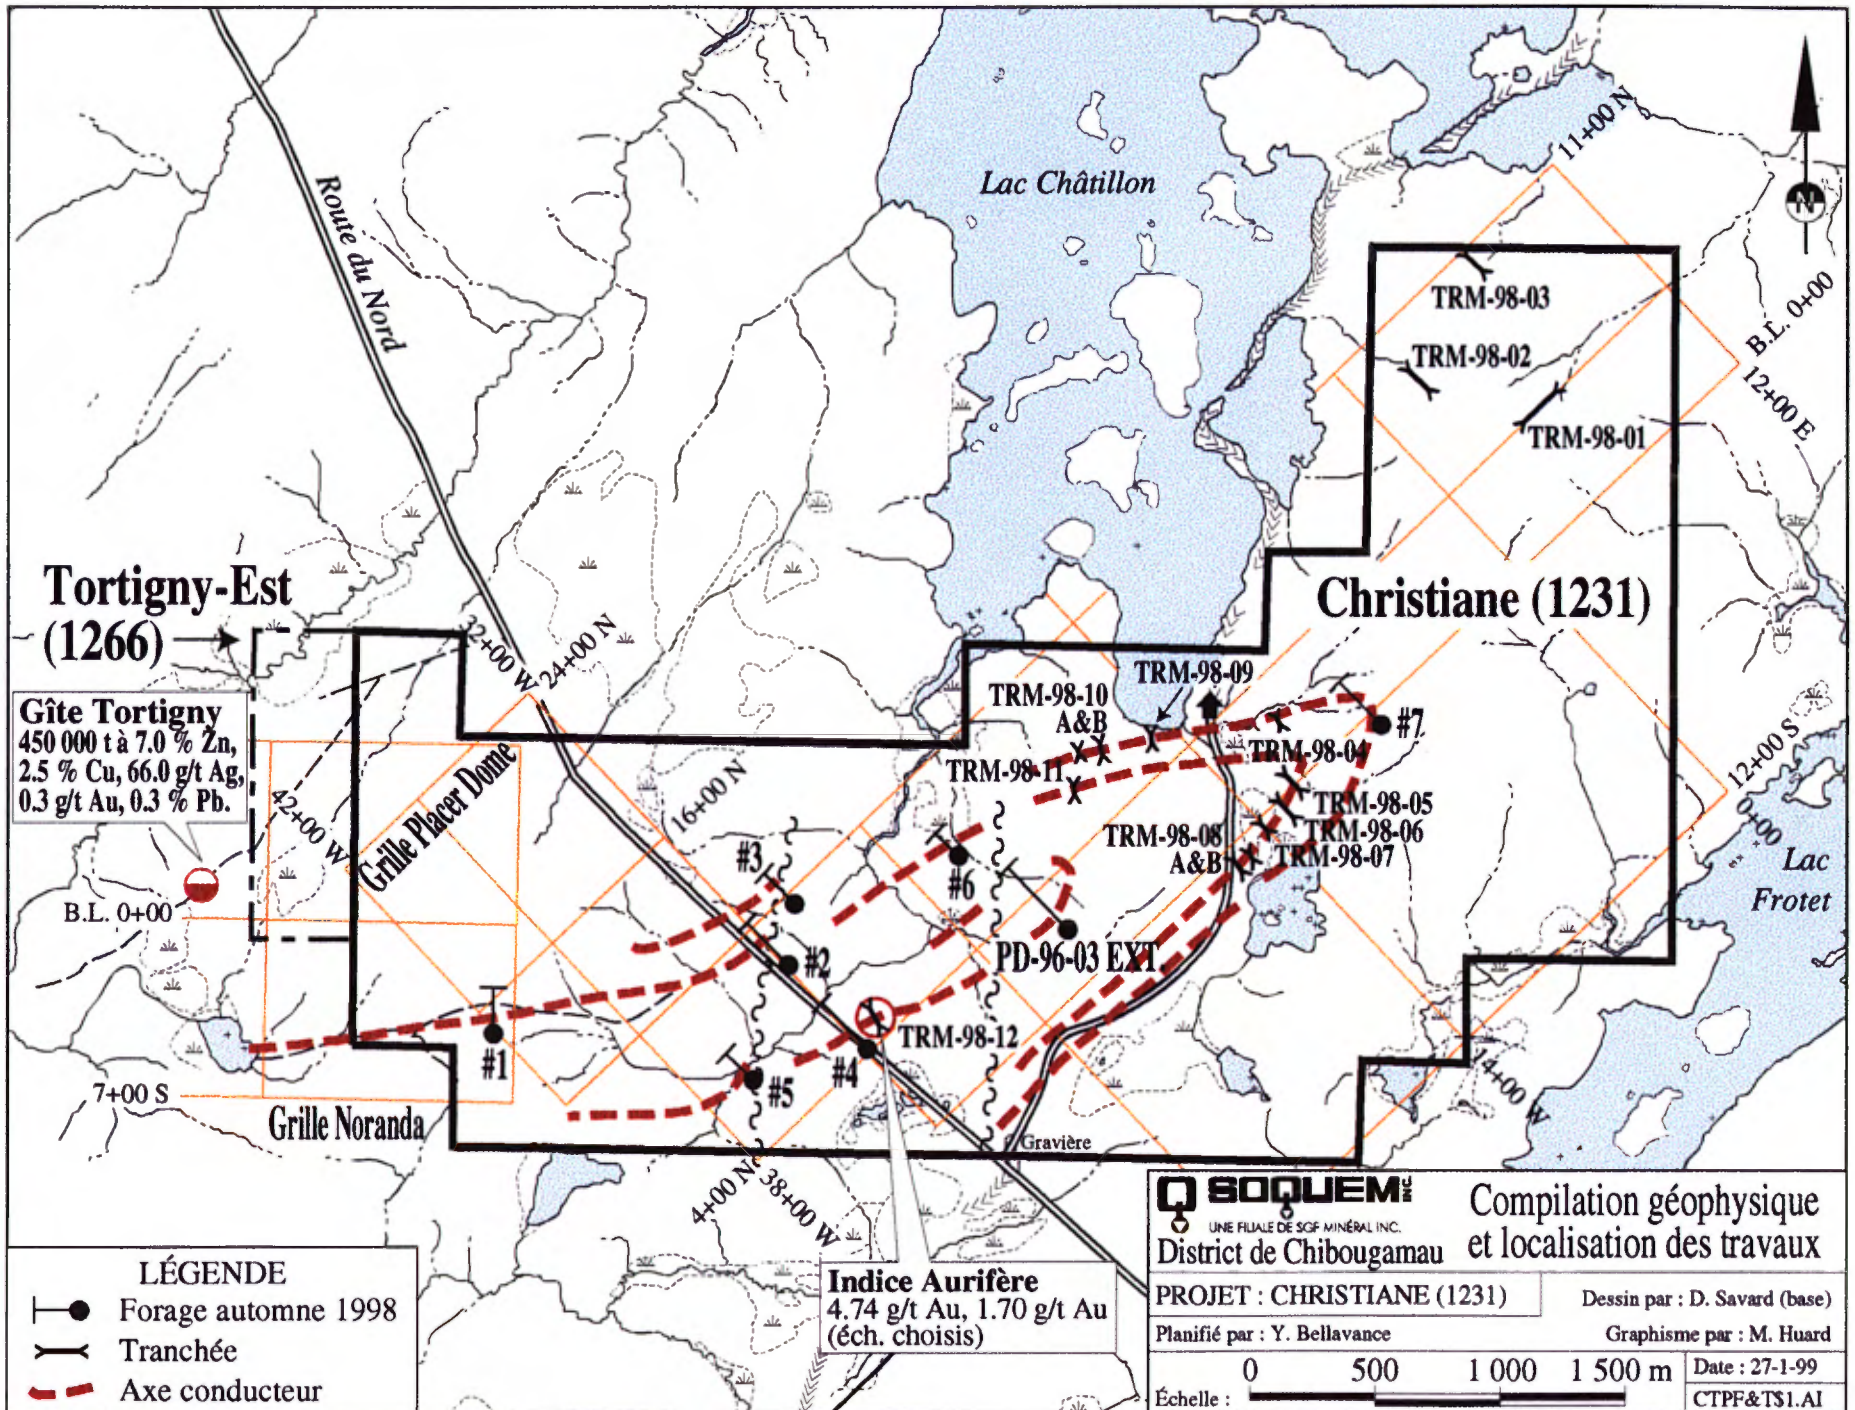 Lac Châtillon
11+00 N
N
Route du Nord
TRM-98-03
B.L. 0+00
TRM-98-02
12+00 E
TRM-98-01
Tortigny-Est
(1266)
Christiane (1231)
32+00 W
24+00 N
TRM-98-09
TRM-98-10
A&B
#7
Gîte Tortigny
450 000 t à 7.0 % Zn,
2.5 % Cu, 66.0 g/t Ag,
0.3 g/t Au, 0.3 % Pb.
Grille Placer Dome
42+00 W
16+00 N
TRM-98-11
TRM-98-04
12+00 S
0+00
TRM-98-05
TRM-98-06
TRM-98-07
TRM-98-08
A&B
#3
#6
Lac
Frotet
B.L. 0+00
PD-96-03 EXT.
#2
TRM-98-12
#1
#4
#5
7+00 S
Grille Noranda
14+00 W
Gravière
4+00 N
38+00 W
Indice Aurifère
4.74 g/t Au, 1.70 g/t Au
(éch. choisis)
LÉGENDE
Forage automne 1998
Tranchée
Axe conducteur
SOQUEM INC.
UNE FILIALE DE SGF MINÉRAL INC.
District de Chibougamau
Compilation géophysique
et localisation des travaux
PROJET : CHRISTIANE (1231)
Dessin par : D. Savard (base)
Planifié par : Y. Bellavance
Graphisme par : M. Huard
Échelle :
0 500 1 000 1 500 m
Date : 27-1-99
CTPF&T$1.AI